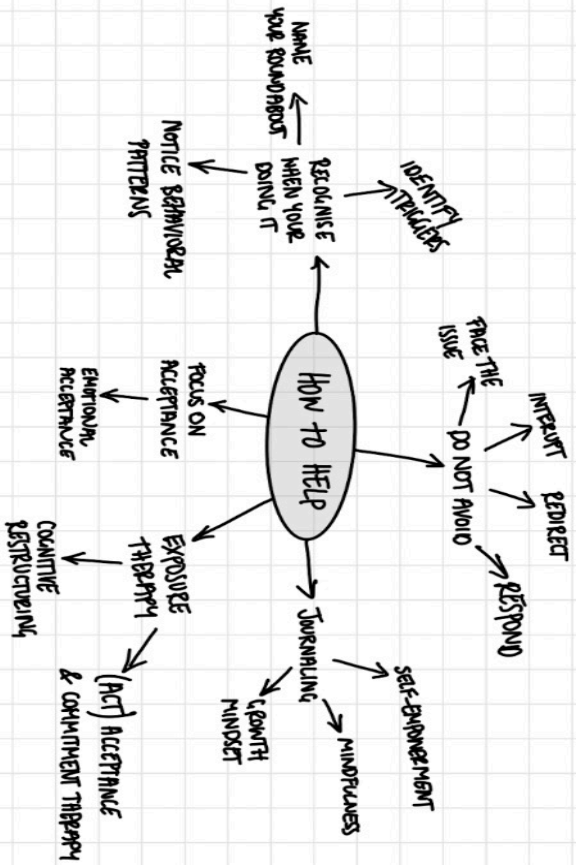 HOW TO HELP
RECOGNISE
WHEN YOUR
DOING IT
NAME
YOUR ROUNDABOUT
IDENTIFY
TRIGGERS
NOTICE BEHAVIORAL
PATTERNS
DO NOT AVOID
FACE THE
ISSUE
INTERUPT
REDIRECT
RESPOND
FOCUS ON
ACCEPTANCE
EMOTIONAL
ACCEPTANCE
EXPOSURE
THERAPY
COGNITIVE
RESTRUCTURING
(ACT) ACCEPTANCE
& COMMITMENT THERAPY
JOURNALING
SELF-EMPOWERMENT
MINDFULNESS
GROWTH
MINDSET